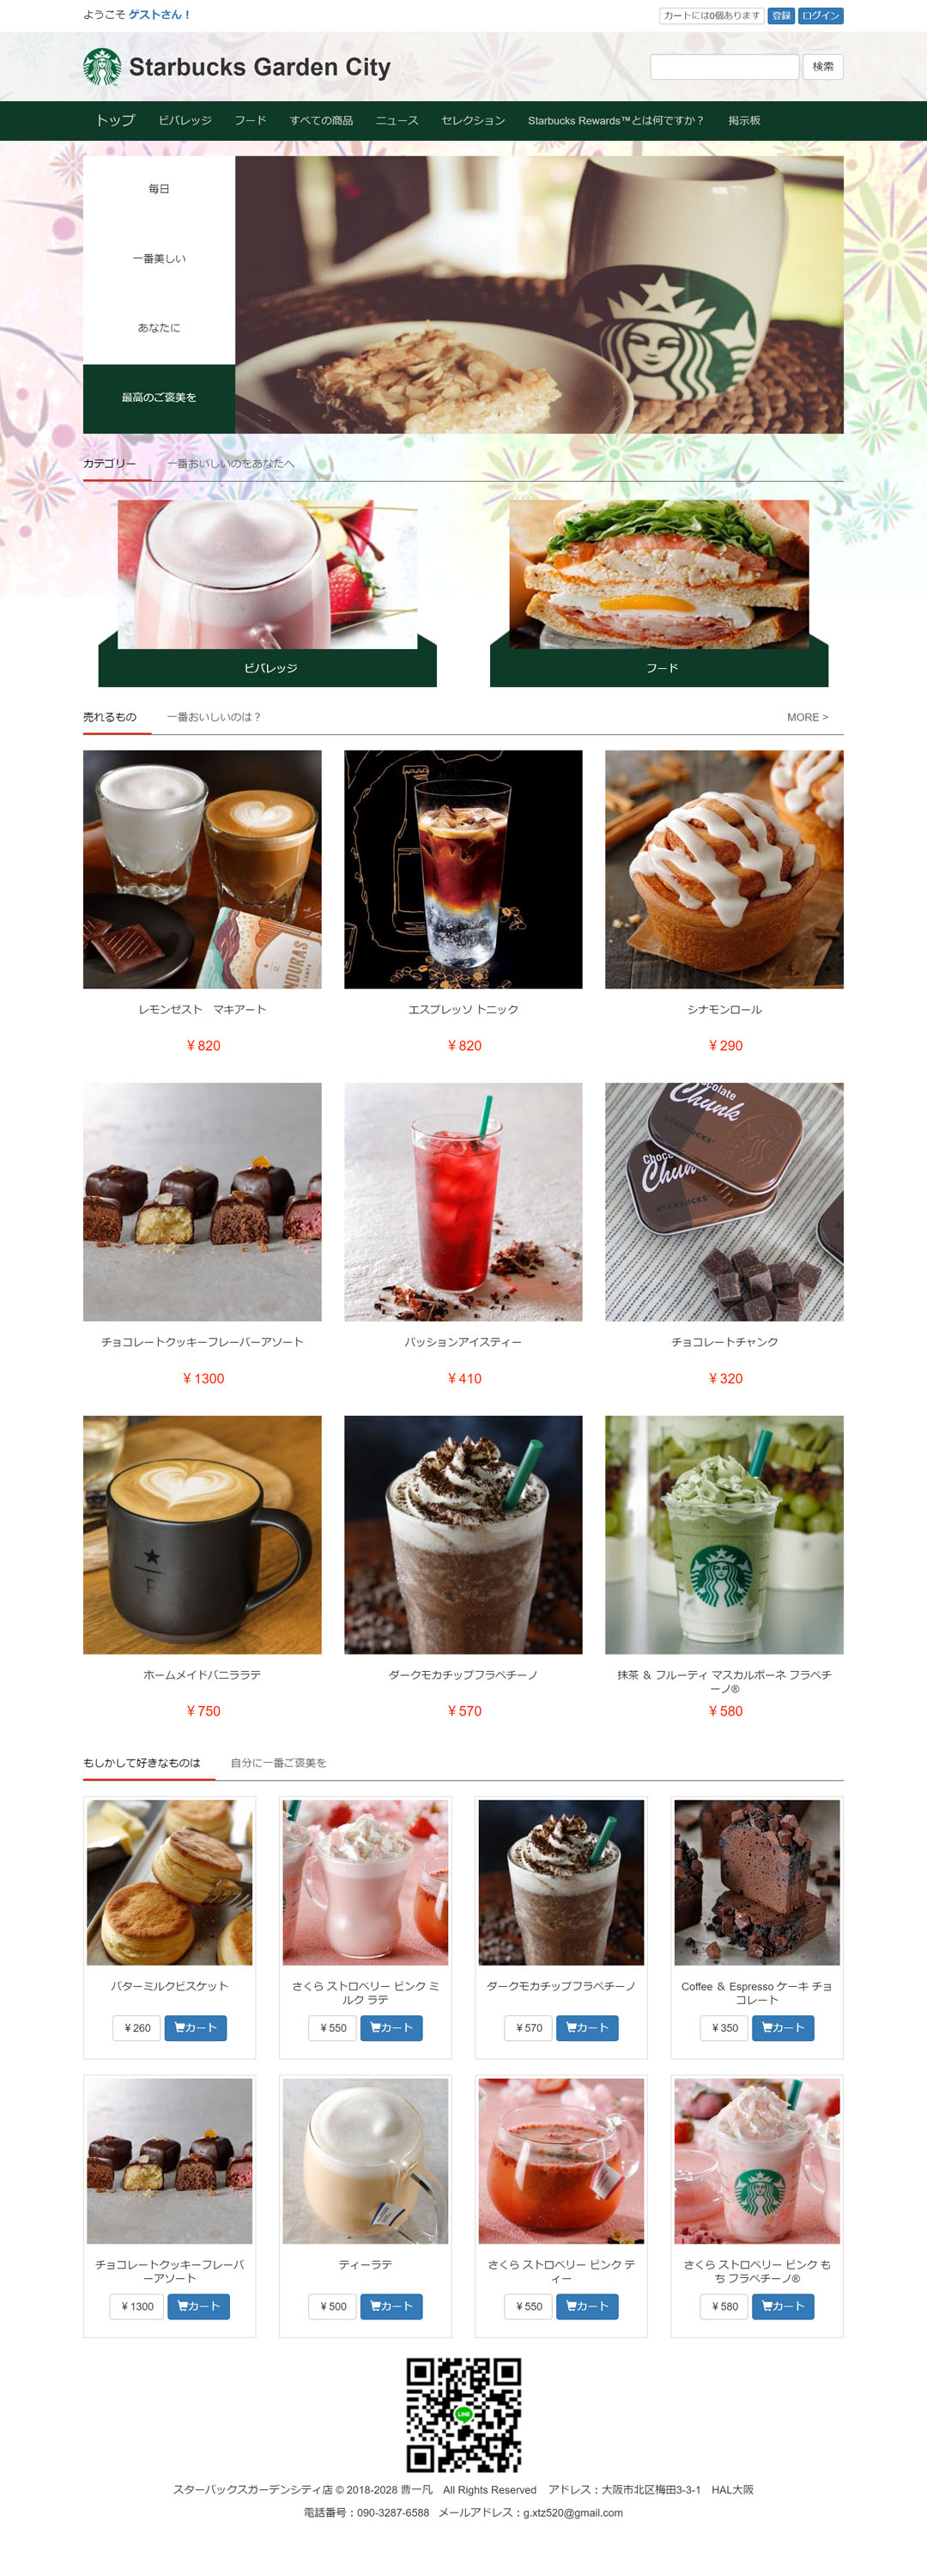 ようこそ ゲストさん！
カートには0個あります 登録 ログイン
Starbucks Garden City
検索
トップ ビバレッジ フード すべての商品 ニュース セレクション Starbucks Rewards™とは何ですか？ 掲示板
毎日
一番美しい
あなたに
最高のご褒美を
カテゴリー 一番おいしいのをあなたへ
ビバレッジ フード
売れるもの 一番おいしいのは？ MORE >
NDURAS
レモンゼスト　マキアート エスプレッソ トニック シナモンロール
¥ 820 ¥ 820 ¥ 290
Chunk
STARBUCKS
チョコレートクッキーフレーバーアソート パッションアイスティー チョコレートチャンク
¥ 1300 ¥ 410 ¥ 320
ホームメイドバニララテ ダークモカチップフラペチーノ 抹茶 ＆ フルーティ マスカルポーネ フラペチ
ーノ®
¥ 750 ¥ 570 ¥ 580
もしかして好きなものは 自分に一番ご褒美を
バターミルクビスケット さくら ストロベリー ピンク ミ ダークモカチップフラペチーノ Coffee ＆ Espresso ケーキ チョ
ルク ラテ コレート
¥ 260 カート ¥ 550 カート ¥ 570 カート ¥ 350 カート
チョコレートクッキーフレーバ ティーラテ さくら ストロベリー ピンク テ さくら ストロベリー ピンク も
ーアソート ィー ち フラペチーノ®
¥ 1300 カート ¥ 500 カート ¥ 550 カート ¥ 580 カート
LINE
スターバックスガーデンシティ店 © 2018-2028 曹一凡　All Rights Reserved　アドレス：大阪市北区梅田3-3-1　HAL大阪
電話番号：090-3287-6588　メールアドレス：g.xtz520@gmail.com